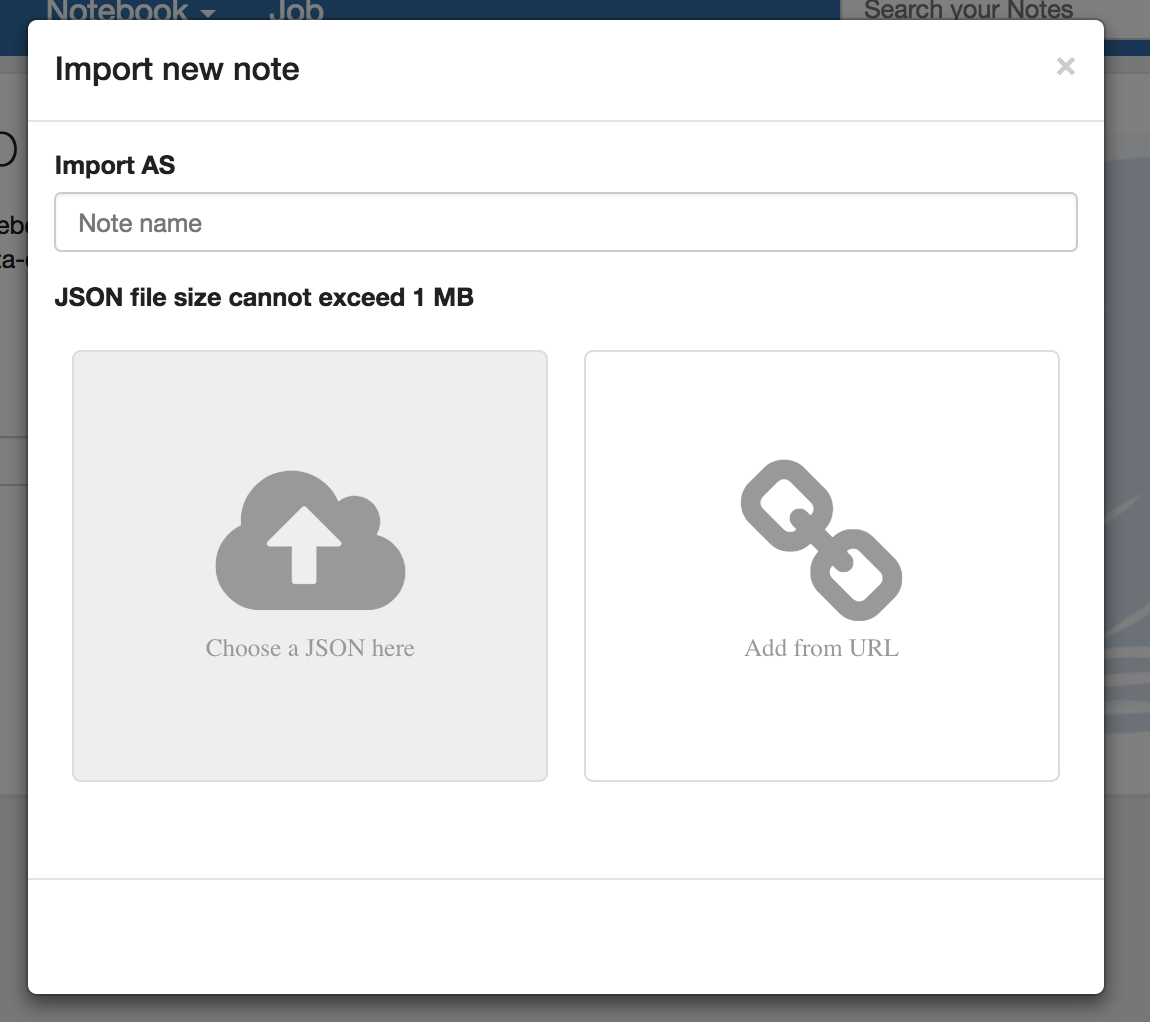 Notebook Job Search your Notes
Import new note
×
Import AS
Note name
JSON file size cannot exceed 1 MB
Choose a JSON here
Add from URL